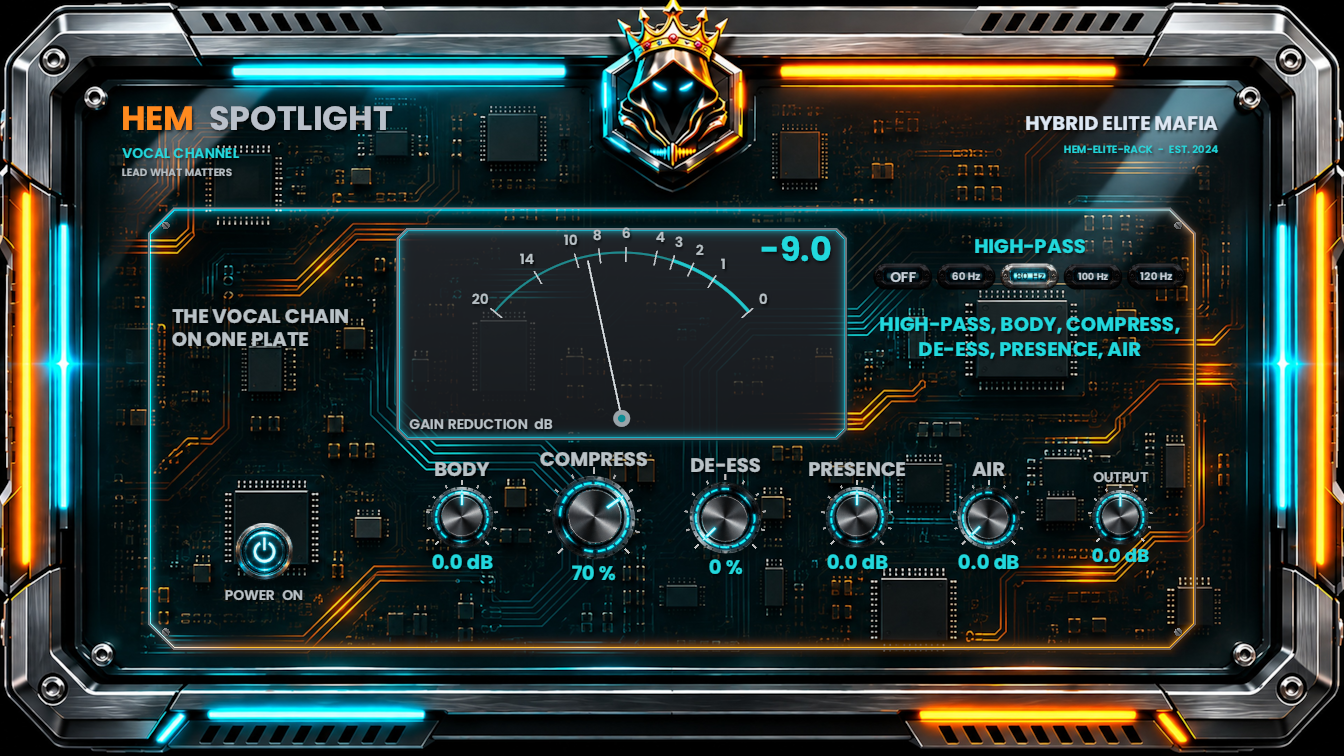 HEM SPOTLIGHT
VOCAL CHANNEL
LEAD WHAT MATTERS
HYBRID ELITE MAFIA
HEM-ELITE-RACK - EST. 2024
THE VOCAL CHAIN
ON ONE PLATE
20 14 10 8 6 4 3 2 1 0
-9.0
GAIN REDUCTION dB
HIGH-PASS
OFF 60 Hz 80 Hz 100 Hz 120 Hz
HIGH-PASS, BODY, COMPRESS,
DE-ESS, PRESENCE, AIR
BODY COMPRESS DE-ESS PRESENCE AIR OUTPUT
0.0 dB 70 % 0 % 0.0 dB 0.0 dB 0.0 dB
POWER ON